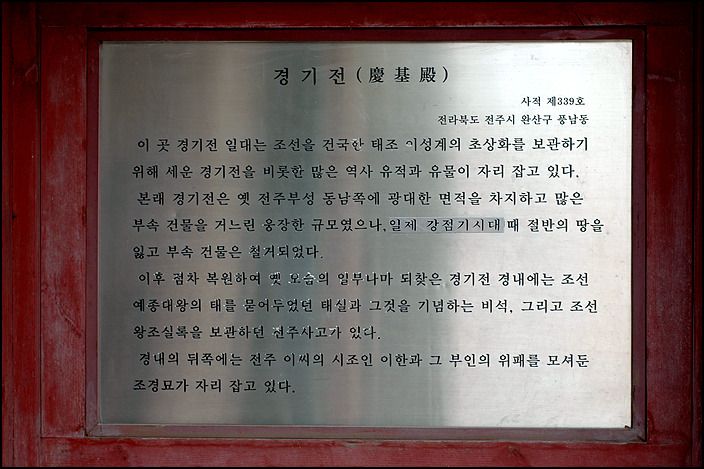 경기전(慶基殿)
사적 제339호
전라북도 전주시 완산구 풍남동
이 곳 경기전 일대는 조선을 건국한 태조 이성계의 초상화를 보관하기
위해 세운 경기전을 비롯한 많은 역사 유적과 유물이 자리 잡고 있다.
본래 경기전은 옛 전주부성 동남쪽에 광대한 면적을 차지하고 많은
부속 건물을 거느린 웅장한 규모였으나, 일제 강점기시대 때 절반의 땅을
잃고 부속 건물은 철거되었다.
이후 점차 복원하여 옛 모습의 일부나마 되찾은 경기전 경내에는 조선
예종대왕의 태를 묻어두었던 태실과 그것을 기념하는 비석, 그리고 조선
왕조실록을 보관하던 전주사고가 있다.
경내의 뒤쪽에는 전주 이씨의 시조인 이한과 그 부인의 위패를 모셔둔
조경묘가 자리 잡고 있다.